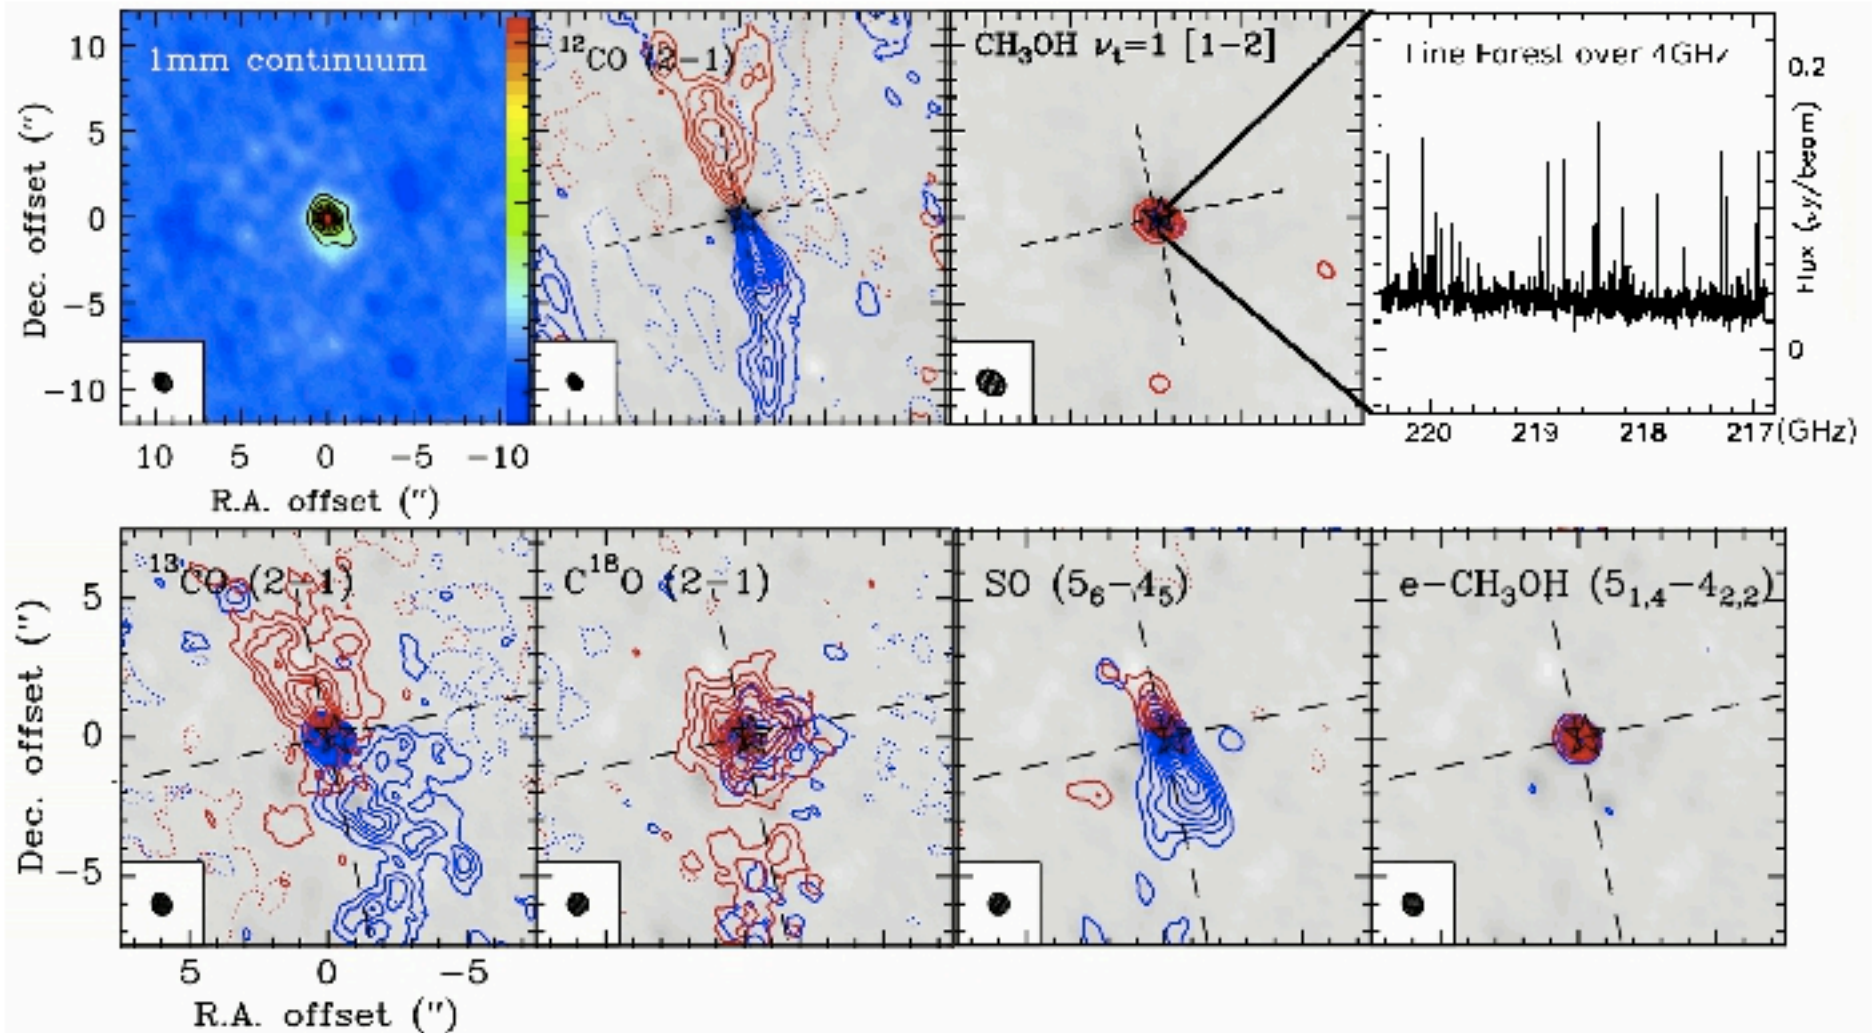 1mm continuum
¹²CO (2−1)
CH₃OH νₜ=1 [1−2]
Line Forest over 4GHz
10
5
0
−5
−10
Dec. offset (″)
10 5 0 −5 −10
R.A. offset (″)
0.2
0
Flux (Jy/beam)
220 219 218 217(GHz)
¹³CO (2−1)
C¹⁸O (2−1)
SO (5₆−4₅)
e−CH₃OH (5₁,₄−4₂,₂)
5
0
−5
Dec. offset (″)
5 0 −5
R.A. offset (″)